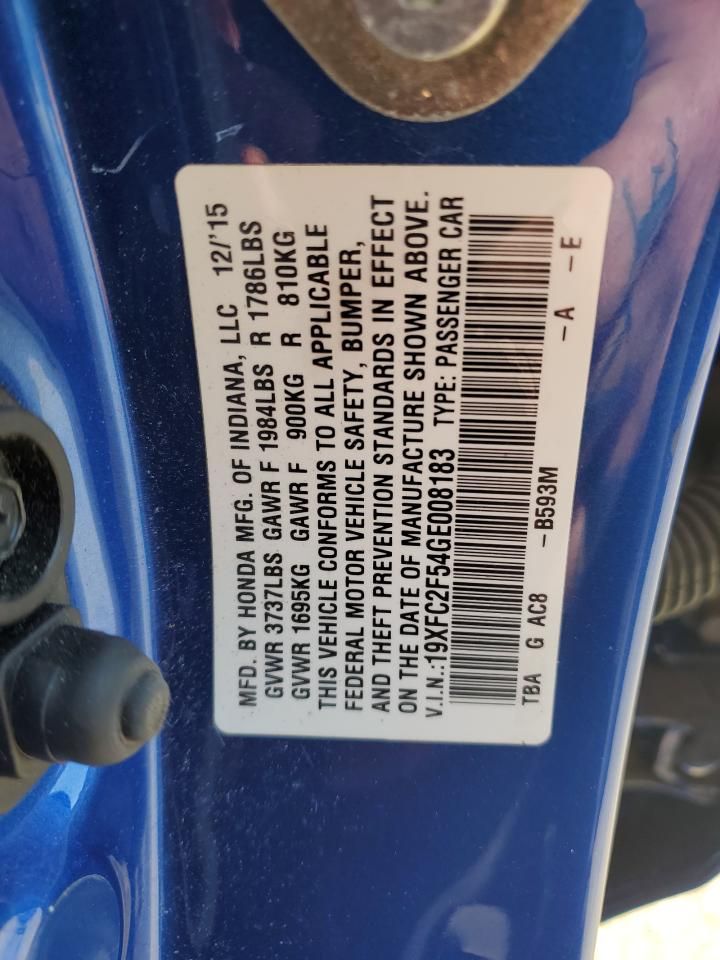 MFD. BY HONDA MFG. OF INDIANA, LLC 12/'15
GVWR 3737LBS GAWR F 1984LBS R 1786LBS
GVWR 1695KG GAWR F 900KG R 810KG
THIS VEHICLE CONFORMS TO ALL APPLICABLE
FEDERAL MOTOR VEHICLE SAFETY, BUMPER,
AND THEFT PREVENTION STANDARDS IN EFFECT
ON THE DATE OF MANUFACTURE SHOWN ABOVE.
V.I.N.:19XFC2F54GE008183 TYPE: PASSENGER CAR
TBA G AC8 -B593M -A -E